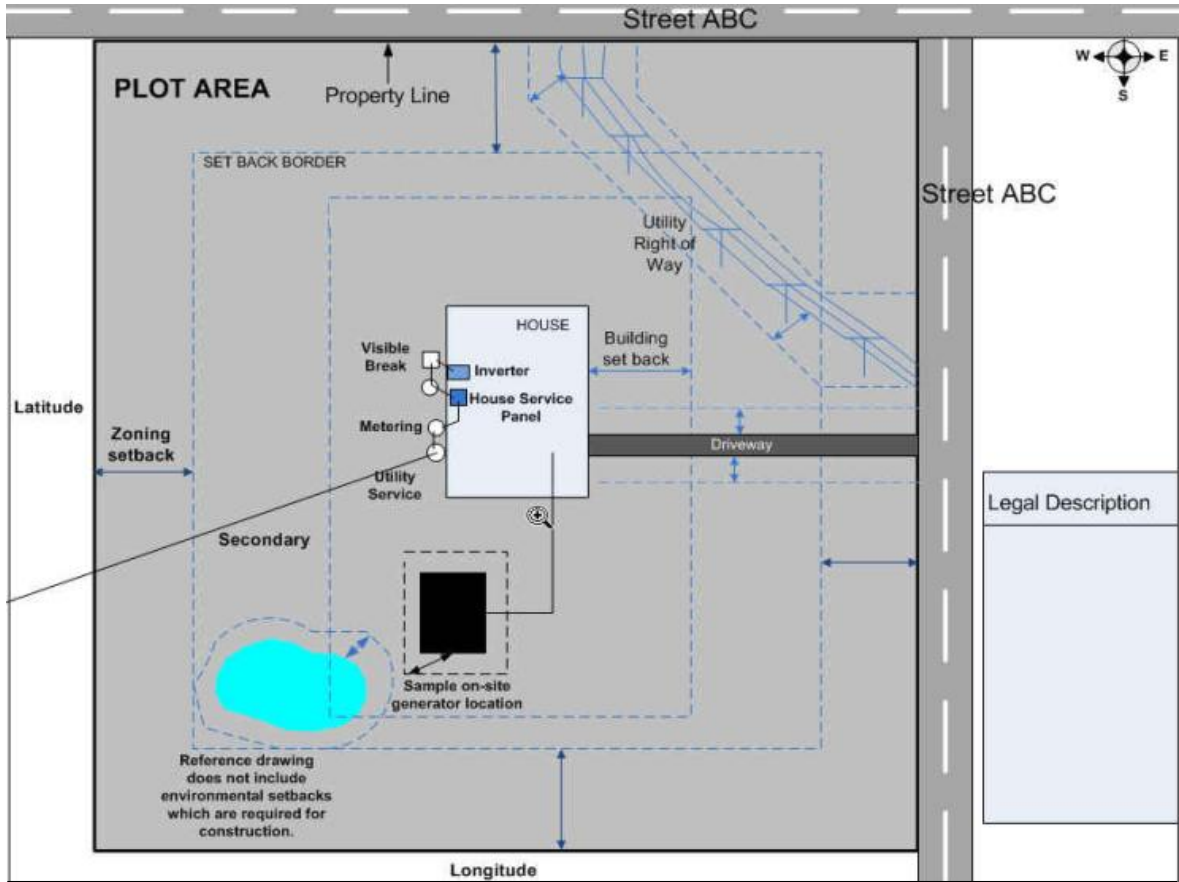 Street ABC
W
E
S
PLOT AREA
Property Line
SET BACK BORDER
Street ABC
Utility
Right of
Way
HOUSE
Visible
Break
Building
set back
Inverter
House Service
Panel
Latitude
Metering
Zoning
setback
Driveway
Utility
Service
Legal Description
Secondary
Sample on-site
generator location
Reference drawing
does not include
environmental setbacks
which are required for
construction.
Longitude